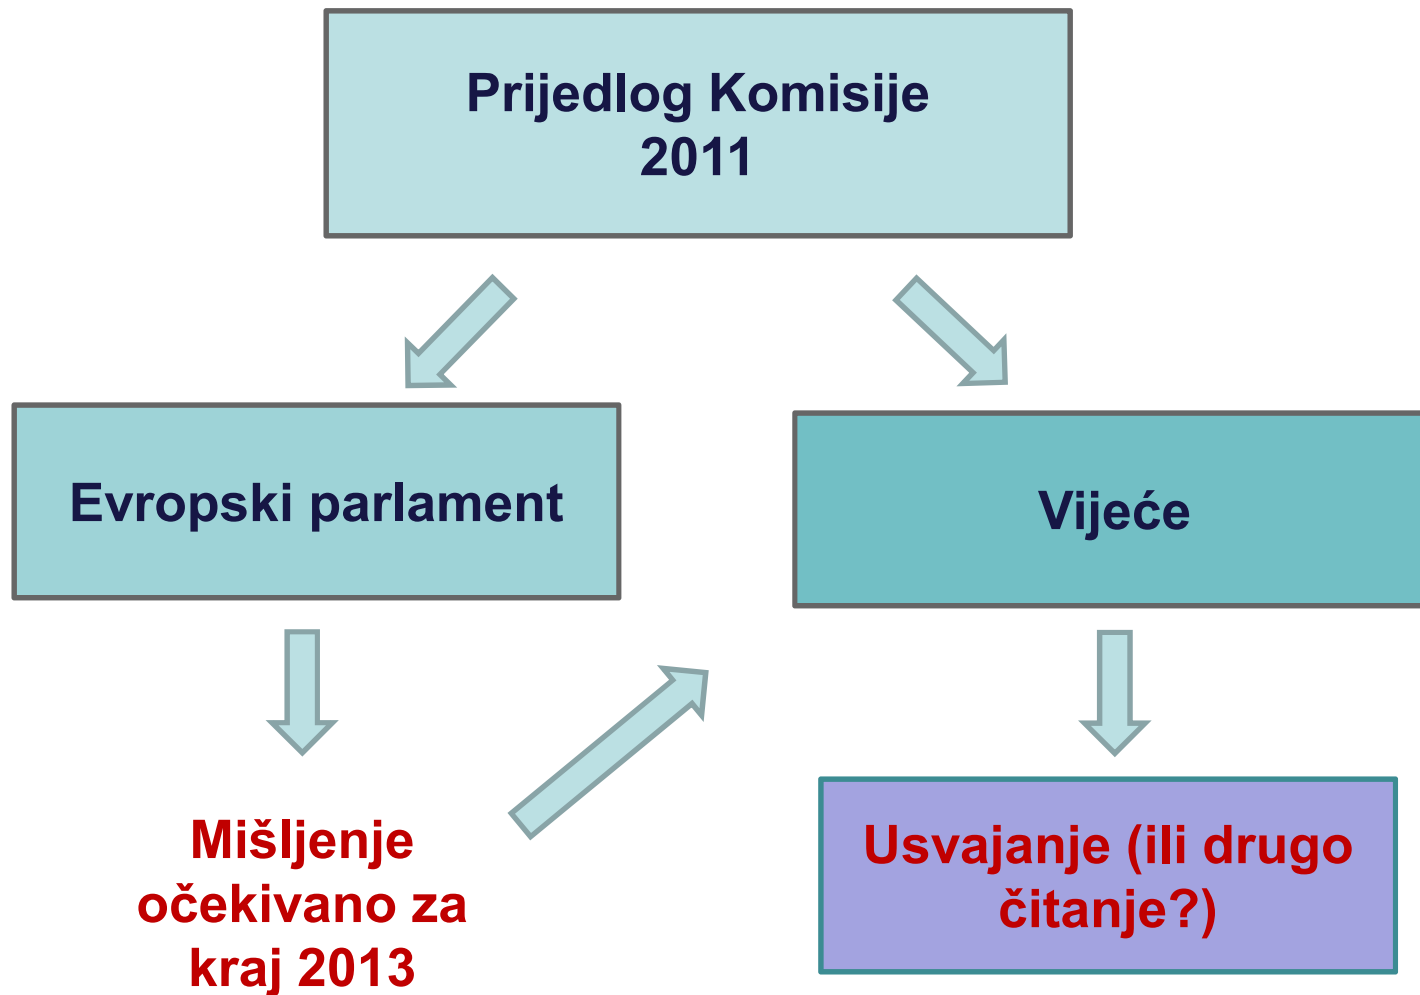 Prijedlog Komisije
2011
Evropski parlament
Vijeće
Mišljenje
očekivano za
kraj 2013
Usvajanje (ili drugo
čitanje?)